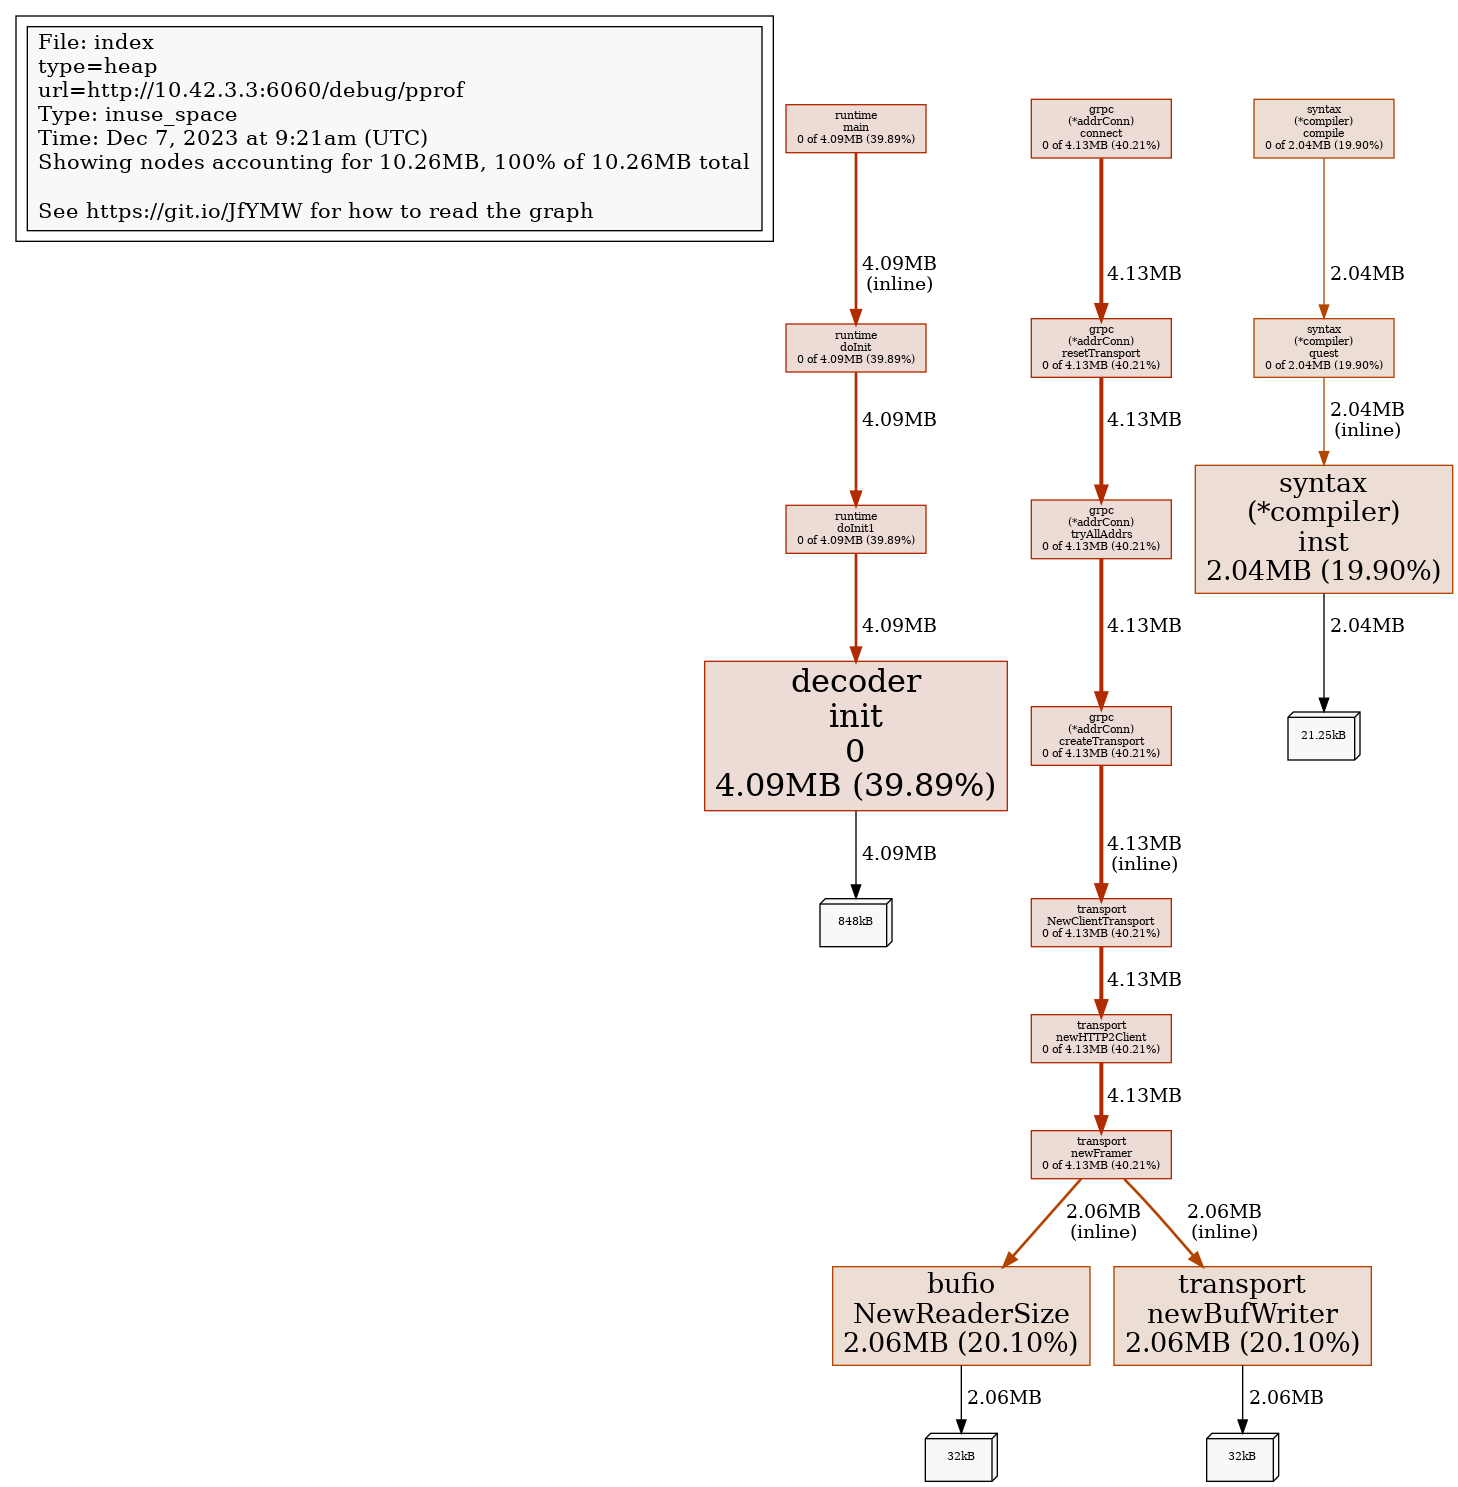 File: index
type=heap
url=http://10.42.3.3:6060/debug/pprof
Type: inuse_space
Time: Dec 7, 2023 at 9:21am (UTC)
Showing nodes accounting for 10.26MB, 100% of 10.26MB total
See https://git.io/JfYMW for how to read the graph
runtime
main
0 of 4.09MB (39.89%)
4.09MB
(inline)
runtime
doInit
0 of 4.09MB (39.89%)
4.09MB
runtime
doInit1
0 of 4.09MB (39.89%)
4.09MB
decoder
init
0
4.09MB (39.89%)
4.09MB
848kB
grpc
(*addrConn)
connect
0 of 4.13MB (40.21%)
4.13MB
grpc
(*addrConn)
resetTransport
0 of 4.13MB (40.21%)
4.13MB
grpc
(*addrConn)
tryAllAddrs
0 of 4.13MB (40.21%)
4.13MB
grpc
(*addrConn)
createTransport
0 of 4.13MB (40.21%)
4.13MB
(inline)
transport
NewClientTransport
0 of 4.13MB (40.21%)
4.13MB
transport
newHTTP2Client
0 of 4.13MB (40.21%)
4.13MB
transport
newFramer
0 of 4.13MB (40.21%)
2.06MB
(inline)
2.06MB
(inline)
bufio
NewReaderSize
2.06MB (20.10%)
2.06MB
32kB
transport
newBufWriter
2.06MB (20.10%)
2.06MB
32kB
syntax
(*compiler)
compile
0 of 2.04MB (19.90%)
2.04MB
syntax
(*compiler)
quest
0 of 2.04MB (19.90%)
2.04MB
(inline)
syntax
(*compiler)
inst
2.04MB (19.90%)
2.04MB
21.25kB